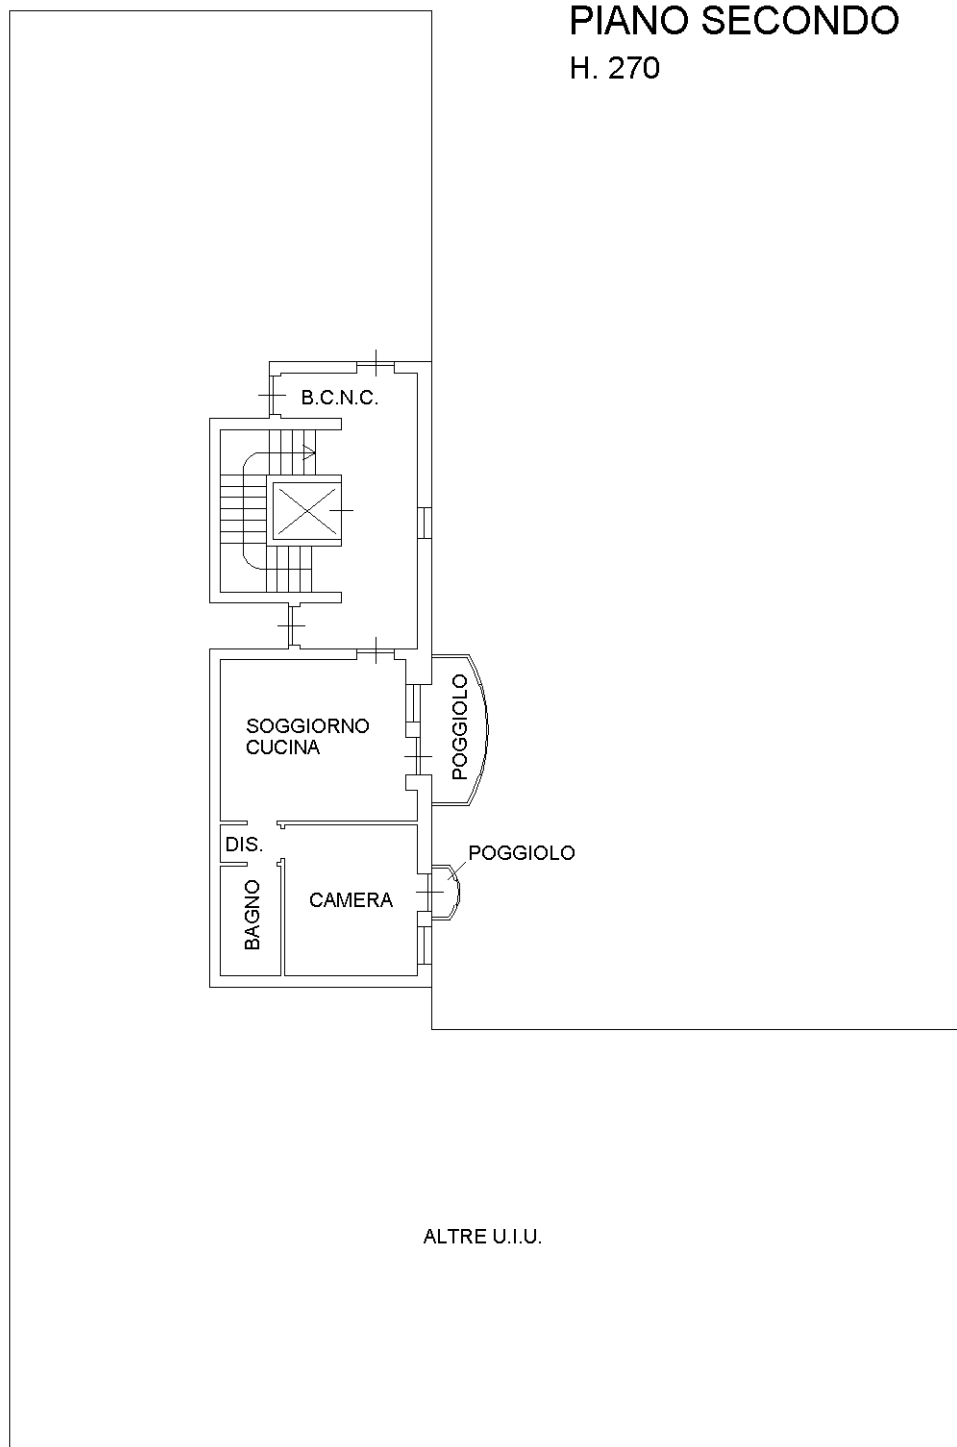 PIANO SECONDO
H. 270
B.C.N.C.
SOGGIORNO
CUCINA
POGGIOLO
DIS.
POGGIOLO
BAGNO
CAMERA
ALTRE U.I.U.